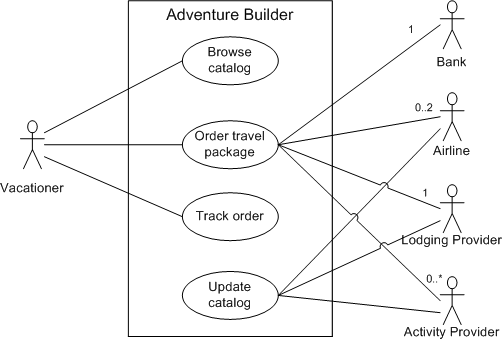 Adventure Builder
Browse
catalog
1
Bank
Order travel
package
0..2
Airline
Vacationer
Track order
1
Lodging Provider
Update
catalog
0..*
Activity Provider